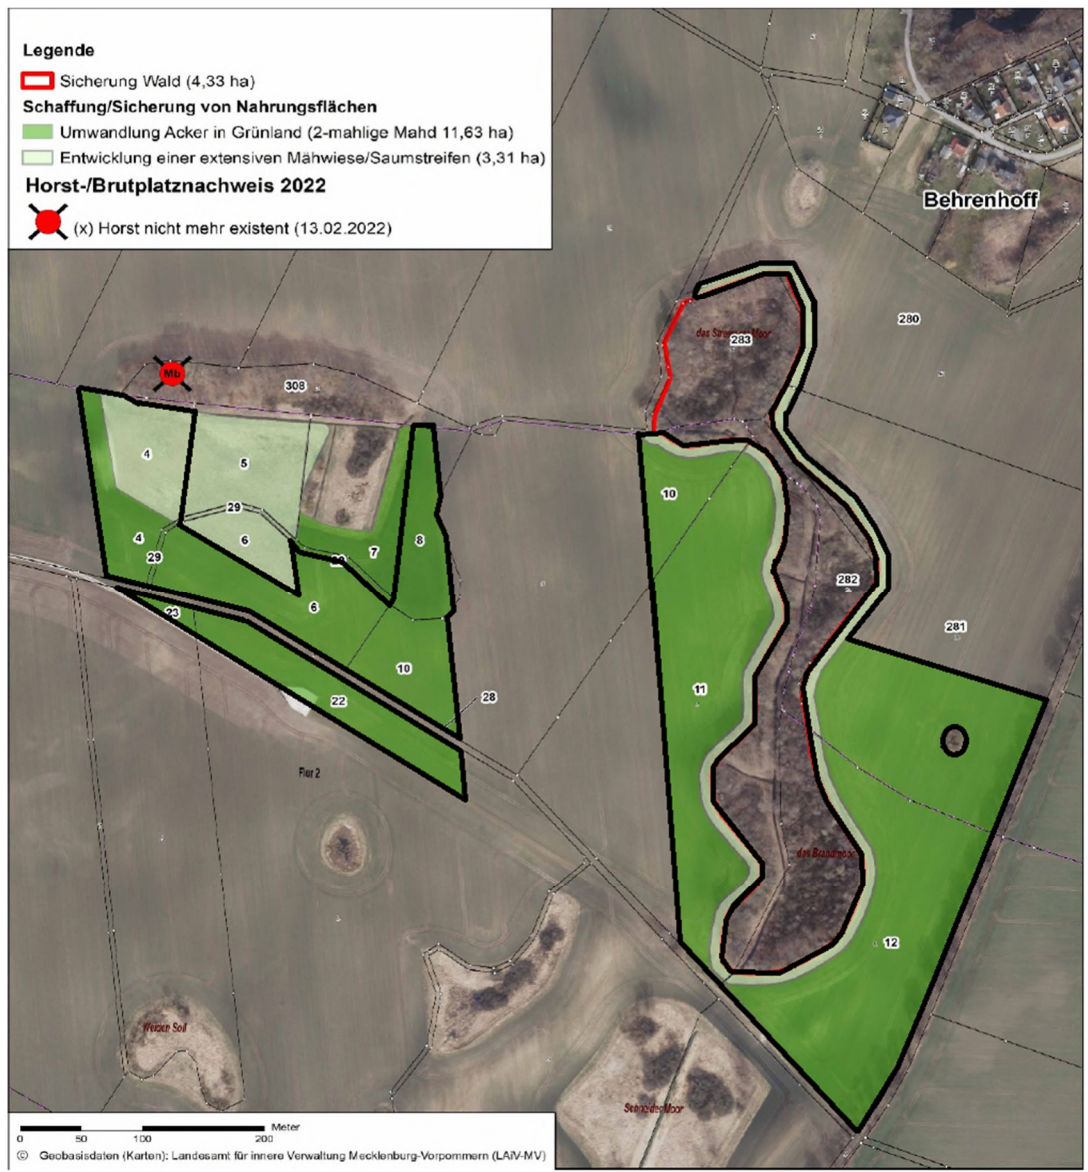 Legende
Sicherung Wald (4,33 ha)
Schaffung/Sicherung von Nahrungsflächen
Umwandlung Acker in Grünland (2-mahlige Mahd 11,63 ha)
Entwicklung einer extensiven Mähwiese/Saumstreifen (3,31 ha)
Horst-/Brutplatznachweis 2022
(x) Horst nicht mehr existent (13.02.2022)
Behrenhoff
280
283
Mb
308
4
5
10
29
6
4
29
7
8
282
6
23
281
10
11
28
22
Flur 2
12
Meter
0 50 100 200
© Geobasisdaten (Karten): Landesamt für innere Verwaltung Mecklenburg-Vorpommern (LAiV-MV)